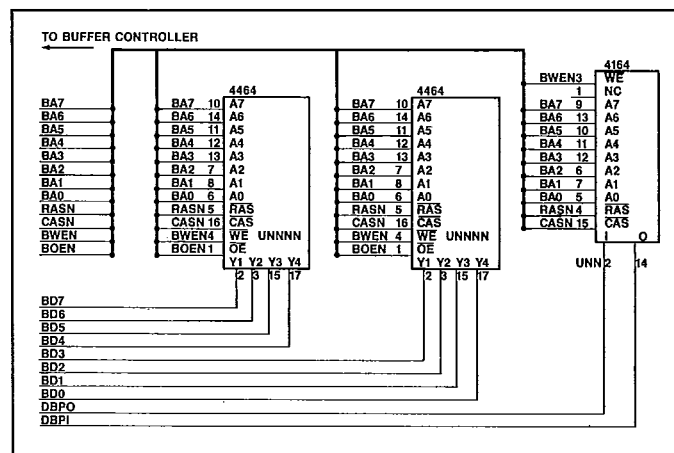 TO BUFFER CONTROLLER
BA7
BA6
BA5
BA4
BA3
BA2
BA1
BA0
RASN
CASN
BWEN
BOEN
4464
BA7 10 A7
BA6 14 A6
BA5 11 A5
BA4 12 A4
BA3 13 A3
BA2 7 A2
BA1 8 A1
BA0 6 A0
RASN 5 RAS
CASN 16 CAS
BWEN 4 WE UNNNN
BOEN 1 OE
Y1 Y2 Y3 Y4
2 3 15 17
4464
BA7 10 A7
BA6 14 A6
BA5 11 A5
BA4 12 A4
BA3 13 A3
BA2 7 A2
BA1 8 A1
BA0 6 A0
RASN 5 RAS
CASN 16 CAS
BWEN 4 WE UNNNN
BOEN 1 OE
Y1 Y2 Y3 Y4
2 3 15 17
4164
BWEN 3 WE
1 NC
BA7 9 A7
BA6 13 A6
BA5 10 A5
BA4 11 A4
BA3 12 A3
BA2 6 A2
BA1 7 A1
BA0 5 A0
RASN 4 RAS
CASN 15 CAS
I O
UNN 2 14
BD7
BD6
BD5
BD4
BD3
BD2
BD1
BD0
DBPO
DBPI